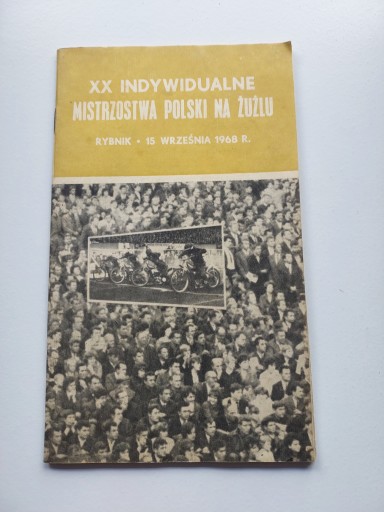 XX INDYWIDUALNE
MISTRZOSTWA POLSKI NA ŻUŻLU
RYBNIK • 15 WRZEŚNIA 1968 R.